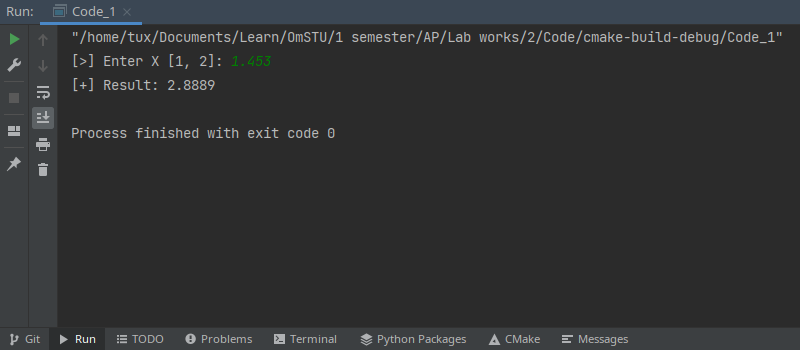 Run: Code_1
"/home/tux/Documents/Learn/OmSTU/1 semester/AP/Lab works/2/Code/cmake-build-debug/Code_1"
[>] Enter X [1, 2]: 1.453
[+] Result: 2.8889
Process finished with exit code 0
Git Run TODO Problems Terminal Python Packages CMake Messages